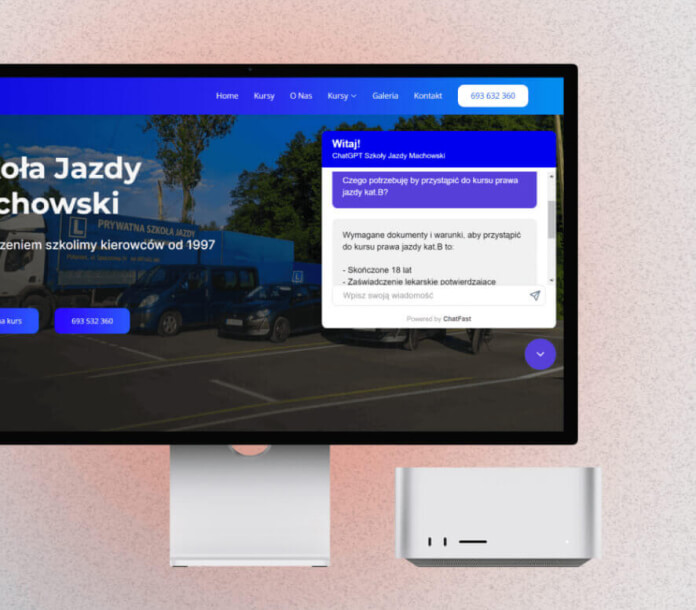 Home Kursy O Nas Kursy Galeria Kontakt 693 632 360
oła Jazdy
chowski
zeniem szkolimy kierowców od 1997
a kurs
693 532 360
L
PRYWATNA SZKOŁA JAZDY
L
Witaj!
ChatGPT Szkoły Jazdy Machowski
Czego potrzebuję by przystąpić do kursu prawa
jazdy kat.B?
Wymagane dokumenty i warunki, aby przystąpić
do kursu prawa jazdy kat.B to:
- Skończone 18 lat
- Zaświadczenie lekarskie potwierdzające
Wpisz swoją wiadomość
Powered by ChatFast